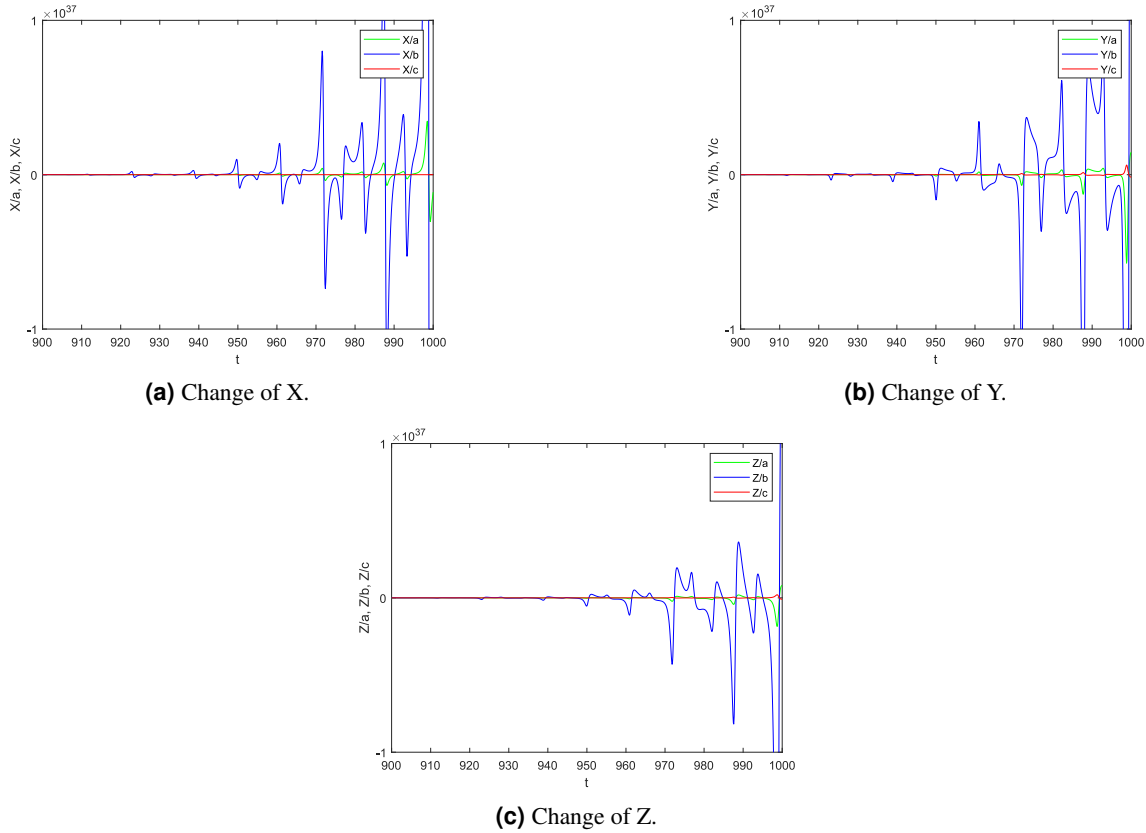 ×10^37
1
X/a
X/b
X/c
X/a, X/b, X/c
0
-1
900 910 920 930 940 950 960 970 980 990 1000
t
(a) Change of X.
×10^37
1
Y/a
Y/b
Y/c
Y/a, Y/b, Y/c
0
-1
900 910 920 930 940 950 960 970 980 990 1000
t
(b) Change of Y.
×10^37
1
Z/a
Z/b
Z/c
Z/a, Z/b, Z/c
0
-1
900 910 920 930 940 950 960 970 980 990 1000
t
(c) Change of Z.